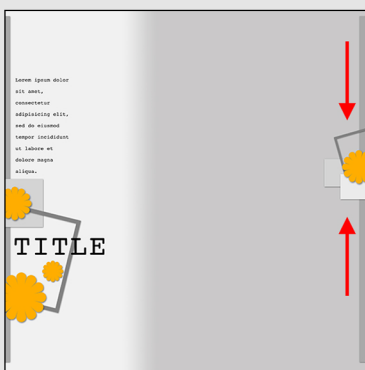 Lorem ipsum dolor
sit amet,
consectetur
adipisicing elit,
sed do eiusmod
tempor incididunt
ut labore et
dolore magna
aliqua.
TITLE